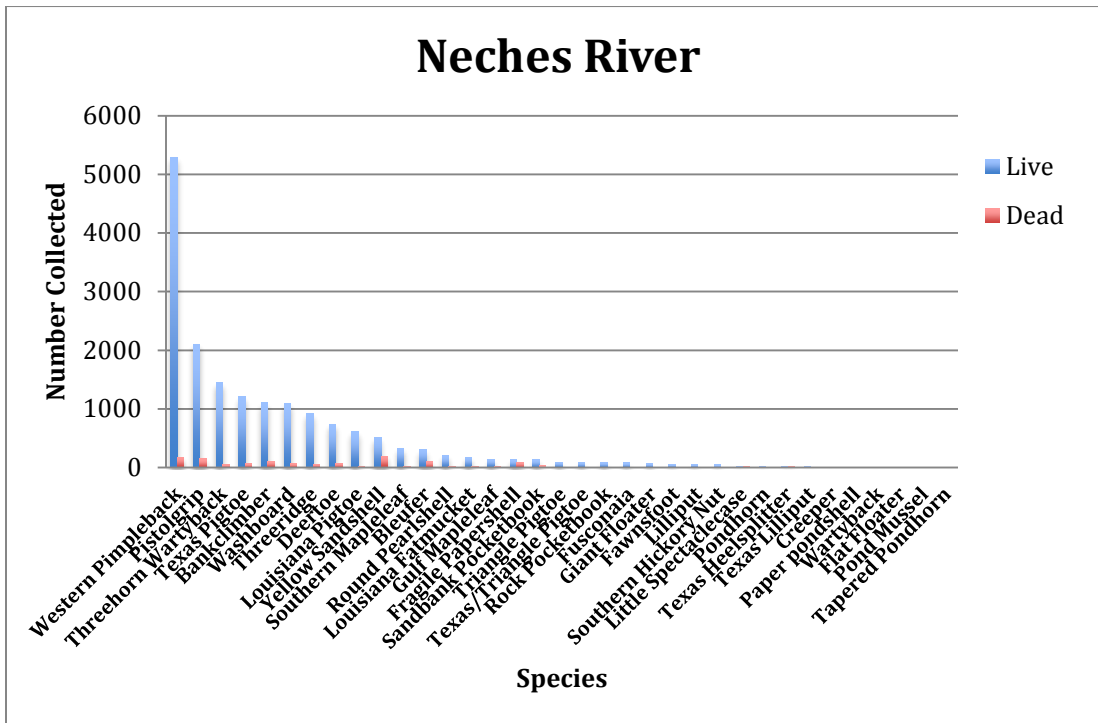 Neches River
6000
5000
4000
3000
2000
1000
0
Number Collected
Live
Dead
Western Pimpleback
Pistolgrip
Threehorn Wartyback
Texas Pigtoe
Bankclimber
Washboard
Threeridge
Deertoe
Louisiana Pigtoe
Yellow Sandshell
Southern Mapleleaf
Bleufer
Round Pearlshell
Louisiana Fatmucket
Gulf Mapleleaf
Fragile Papershell
Sandbank Pocketbook
Triangle Pigtoe
Texas/Triangle Pigtoe
Rock Pocketbook
Fusconaia
Giant Floater
Fawnsfoot
Lilliput
Southern Hickory Nut
Little Spectaclecase
Pondhorn
Texas Heelsplitter
Texas Lilliput
Creeper
Paper pondshell
Wartyback
Flat Floater
Pond Mussel
Tapered Pondhorn
Species